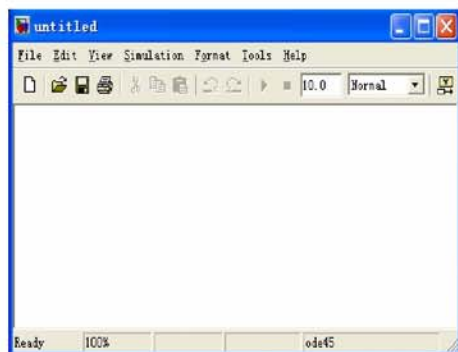 untitled
File Edit View Simulation Format Tools Help
10.0 Normal
Ready 100% ode45